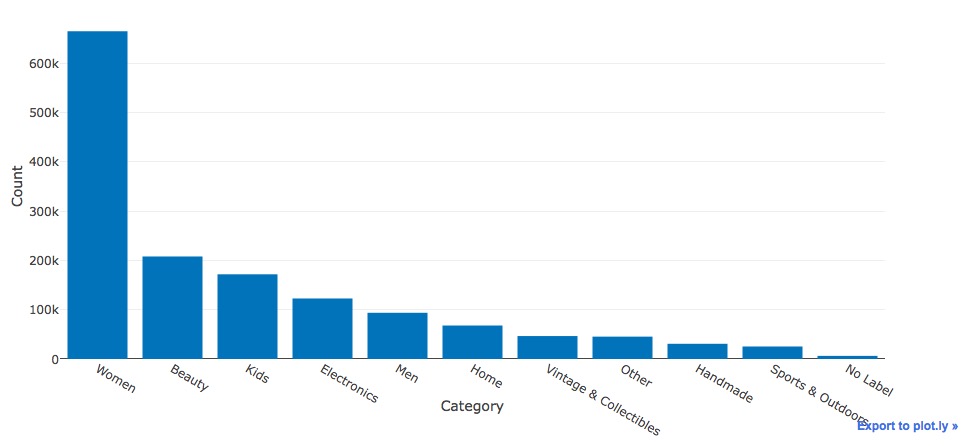 600k
500k
400k
300k
200k
100k
0
Count
Women
Beauty
Kids
Electronics
Men
Home
Vintage & Collectibles
Other
Handmade
Sports & Outdoors
No Label
Category
Export to plot.ly »